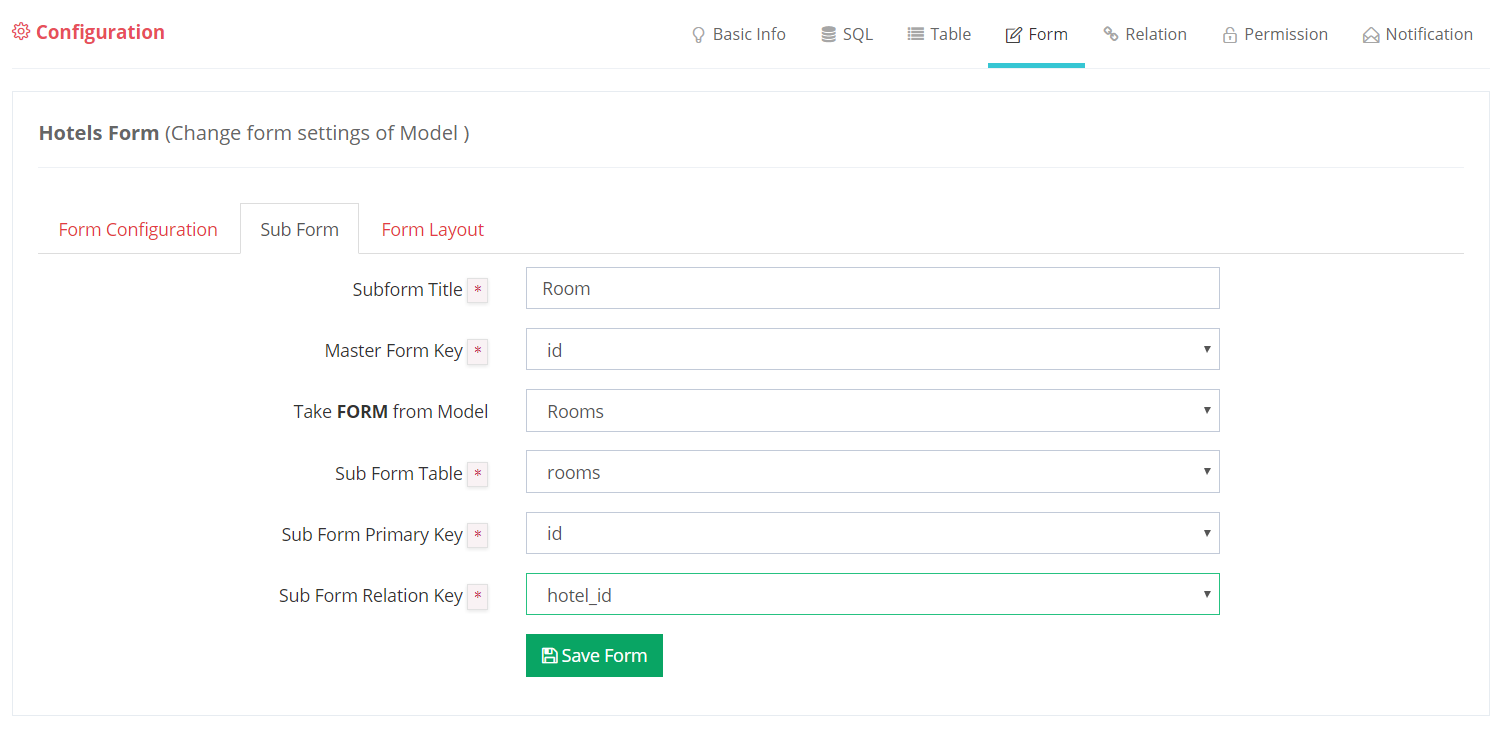 Configuration
Basic Info SQL Table Form Relation Permission Notification
Hotels Form (Change form settings of Model )
Form Configuration Sub Form Form Layout
Subform Title * Room
Master Form Key * id
Take FORM from Model Rooms
Sub Form Table * rooms
Sub Form Primary Key * id
Sub Form Relation Key * hotel_id
Save Form